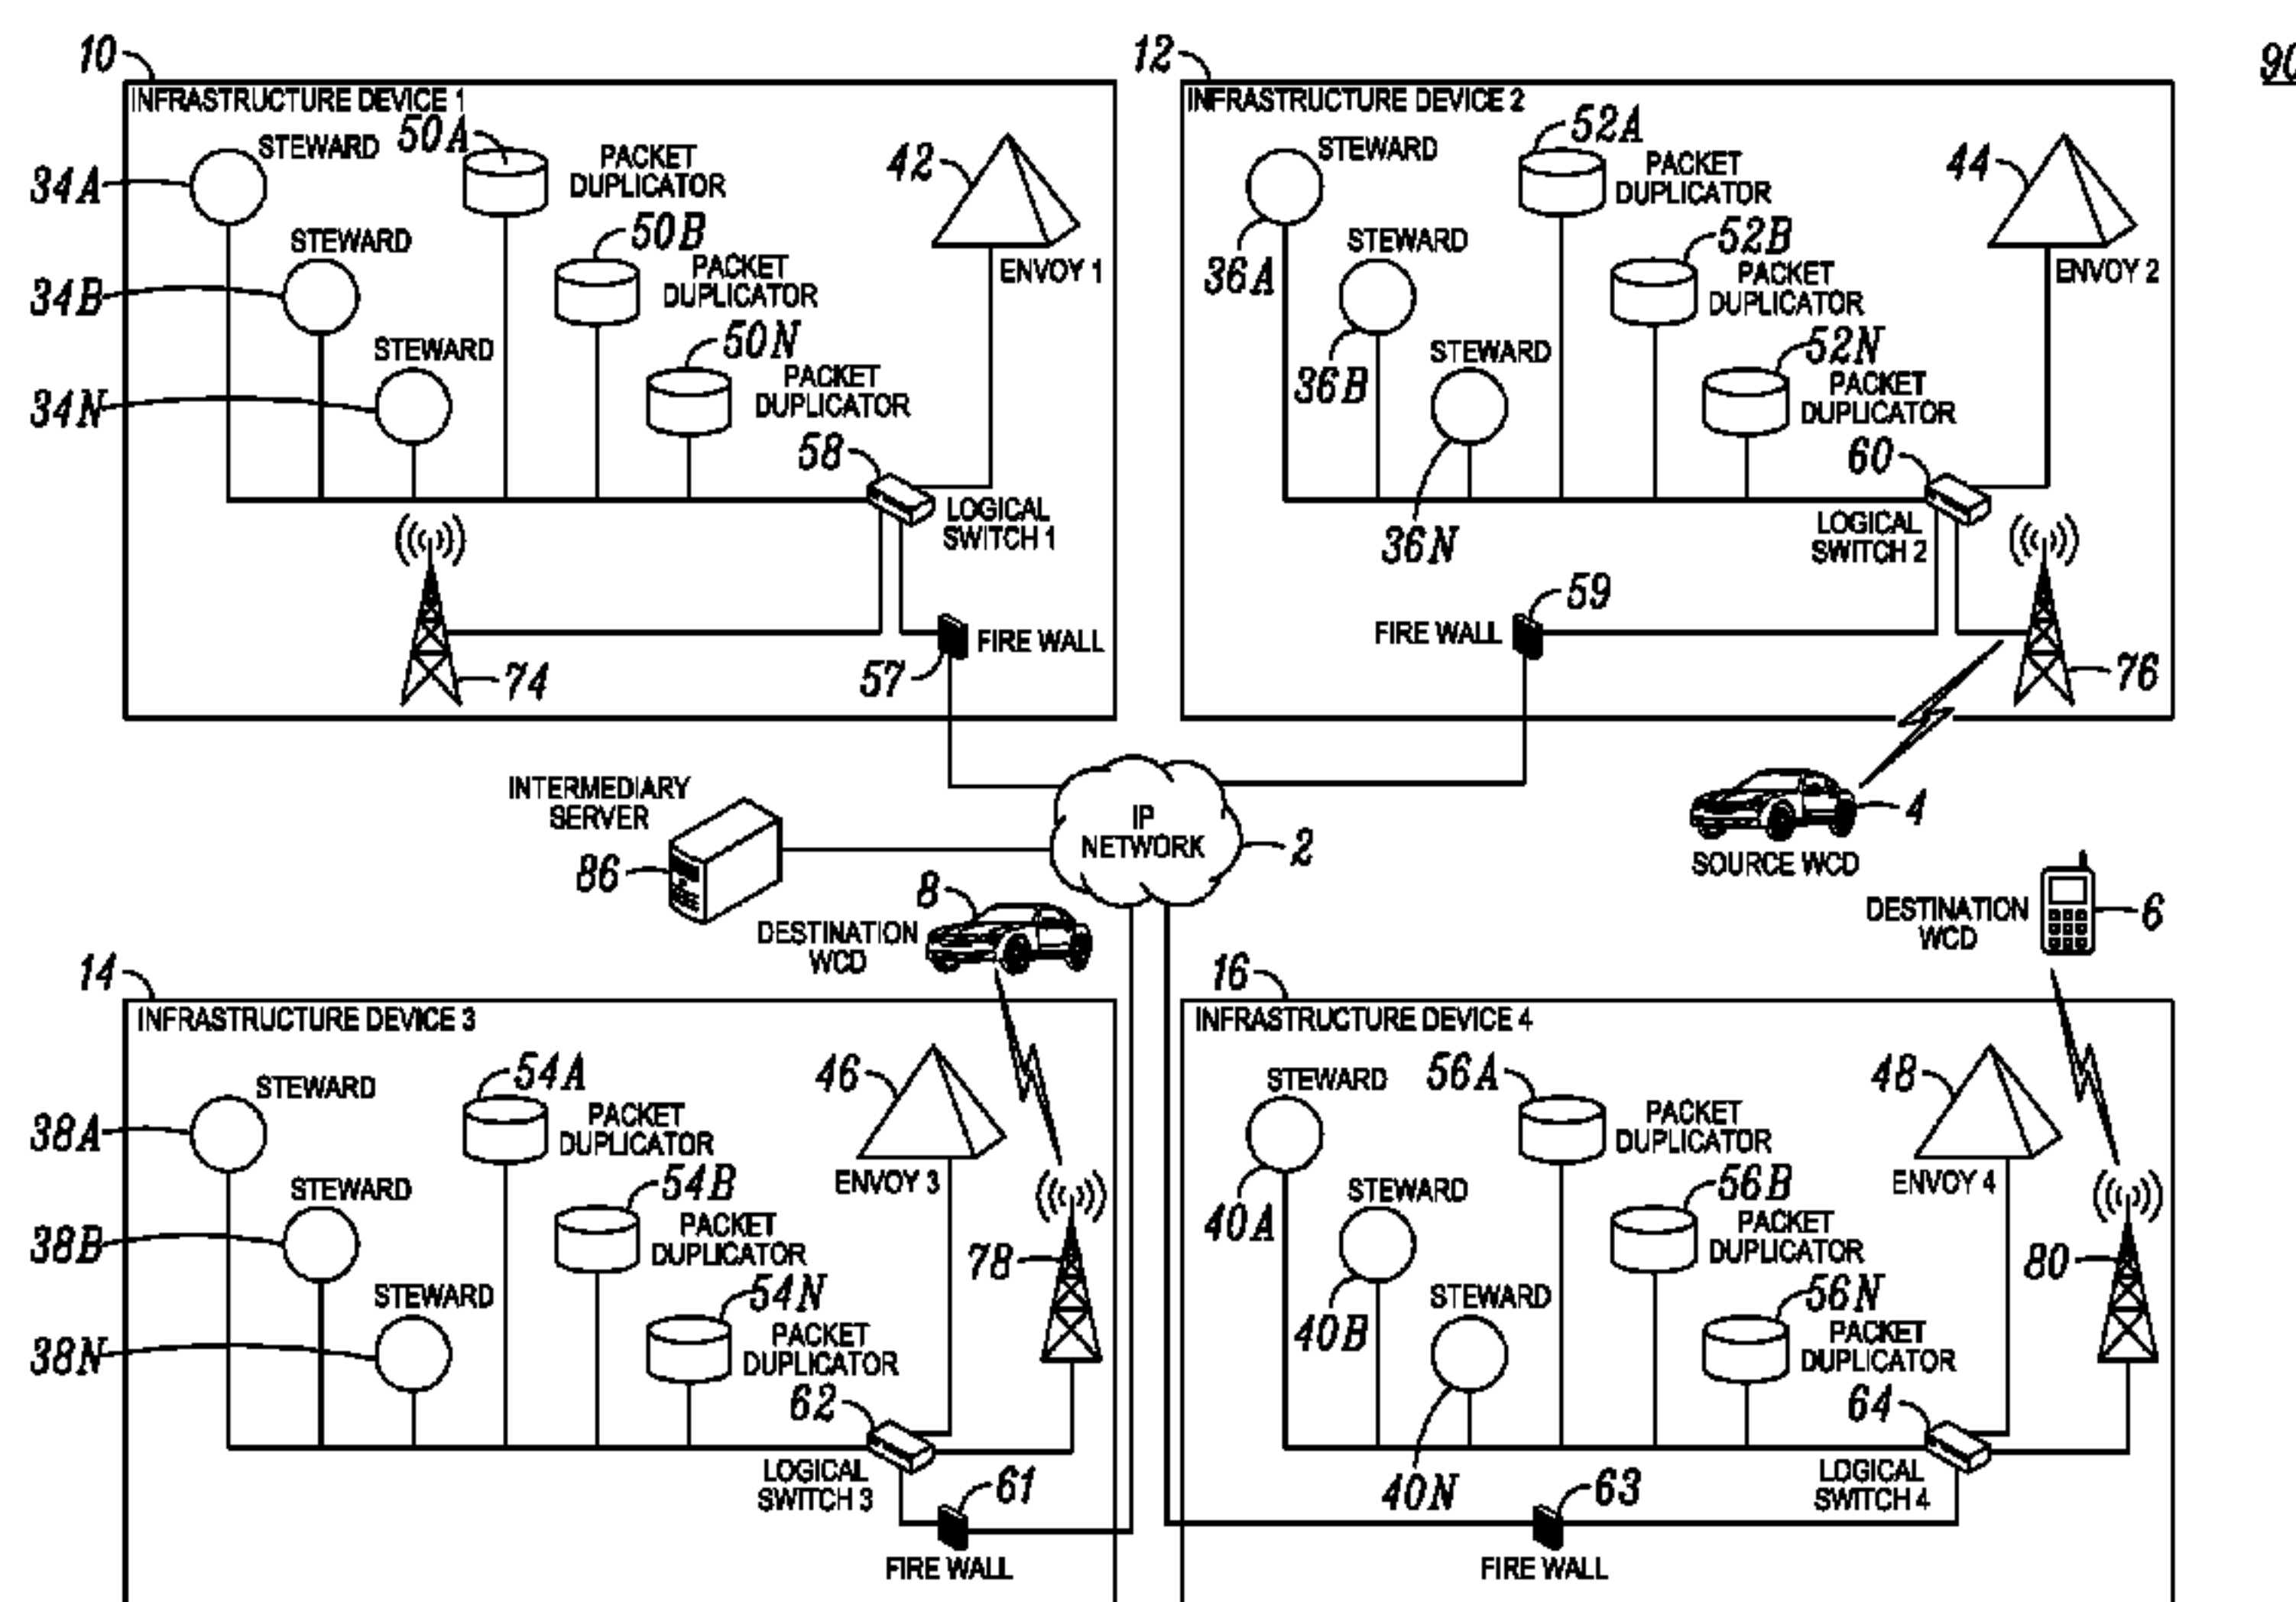 10
12
90
INFRASTRUCTURE DEVICE 1
STEWARD
50A
PACKET
DUPLICATOR
42
34A
STEWARD
50B
PACKET
DUPLICATOR
ENVOY 1
34B
STEWARD
50N
PACKET
DUPLICATOR
34N
58
LOGICAL
SWITCH 1
74
57
FIRE WALL
INFRASTRUCTURE DEVICE 2
STEWARD
52A
PACKET
DUPLICATOR
44
36A
STEWARD
52B
PACKET
DUPLICATOR
ENVOY 2
36B
STEWARD
52N
PACKET
DUPLICATOR
36N
60
LOGICAL
SWITCH 2
59
FIRE WALL
76
INTERMEDIARY
SERVER
86
IP
NETWORK
2
4
SOURCE WCD
8
DESTINATION
WCD
DESTINATION
WCD
6
14
16
INFRASTRUCTURE DEVICE 3
STEWARD
54A
PACKET
DUPLICATOR
46
38A
STEWARD
54B
PACKET
DUPLICATOR
ENVOY 3
38B
STEWARD
54N
PACKET
DUPLICATOR
78
38N
62
LOGICAL
SWITCH 3
61
FIRE WALL
INFRASTRUCTURE DEVICE 4
STEWARD
56A
PACKET
DUPLICATOR
48
40A
STEWARD
56B
PACKET
DUPLICATOR
ENVOY 4
40B
STEWARD
56N
PACKET
DUPLICATOR
80
40N
64
LOGICAL
SWITCH 4
63
FIRE WALL